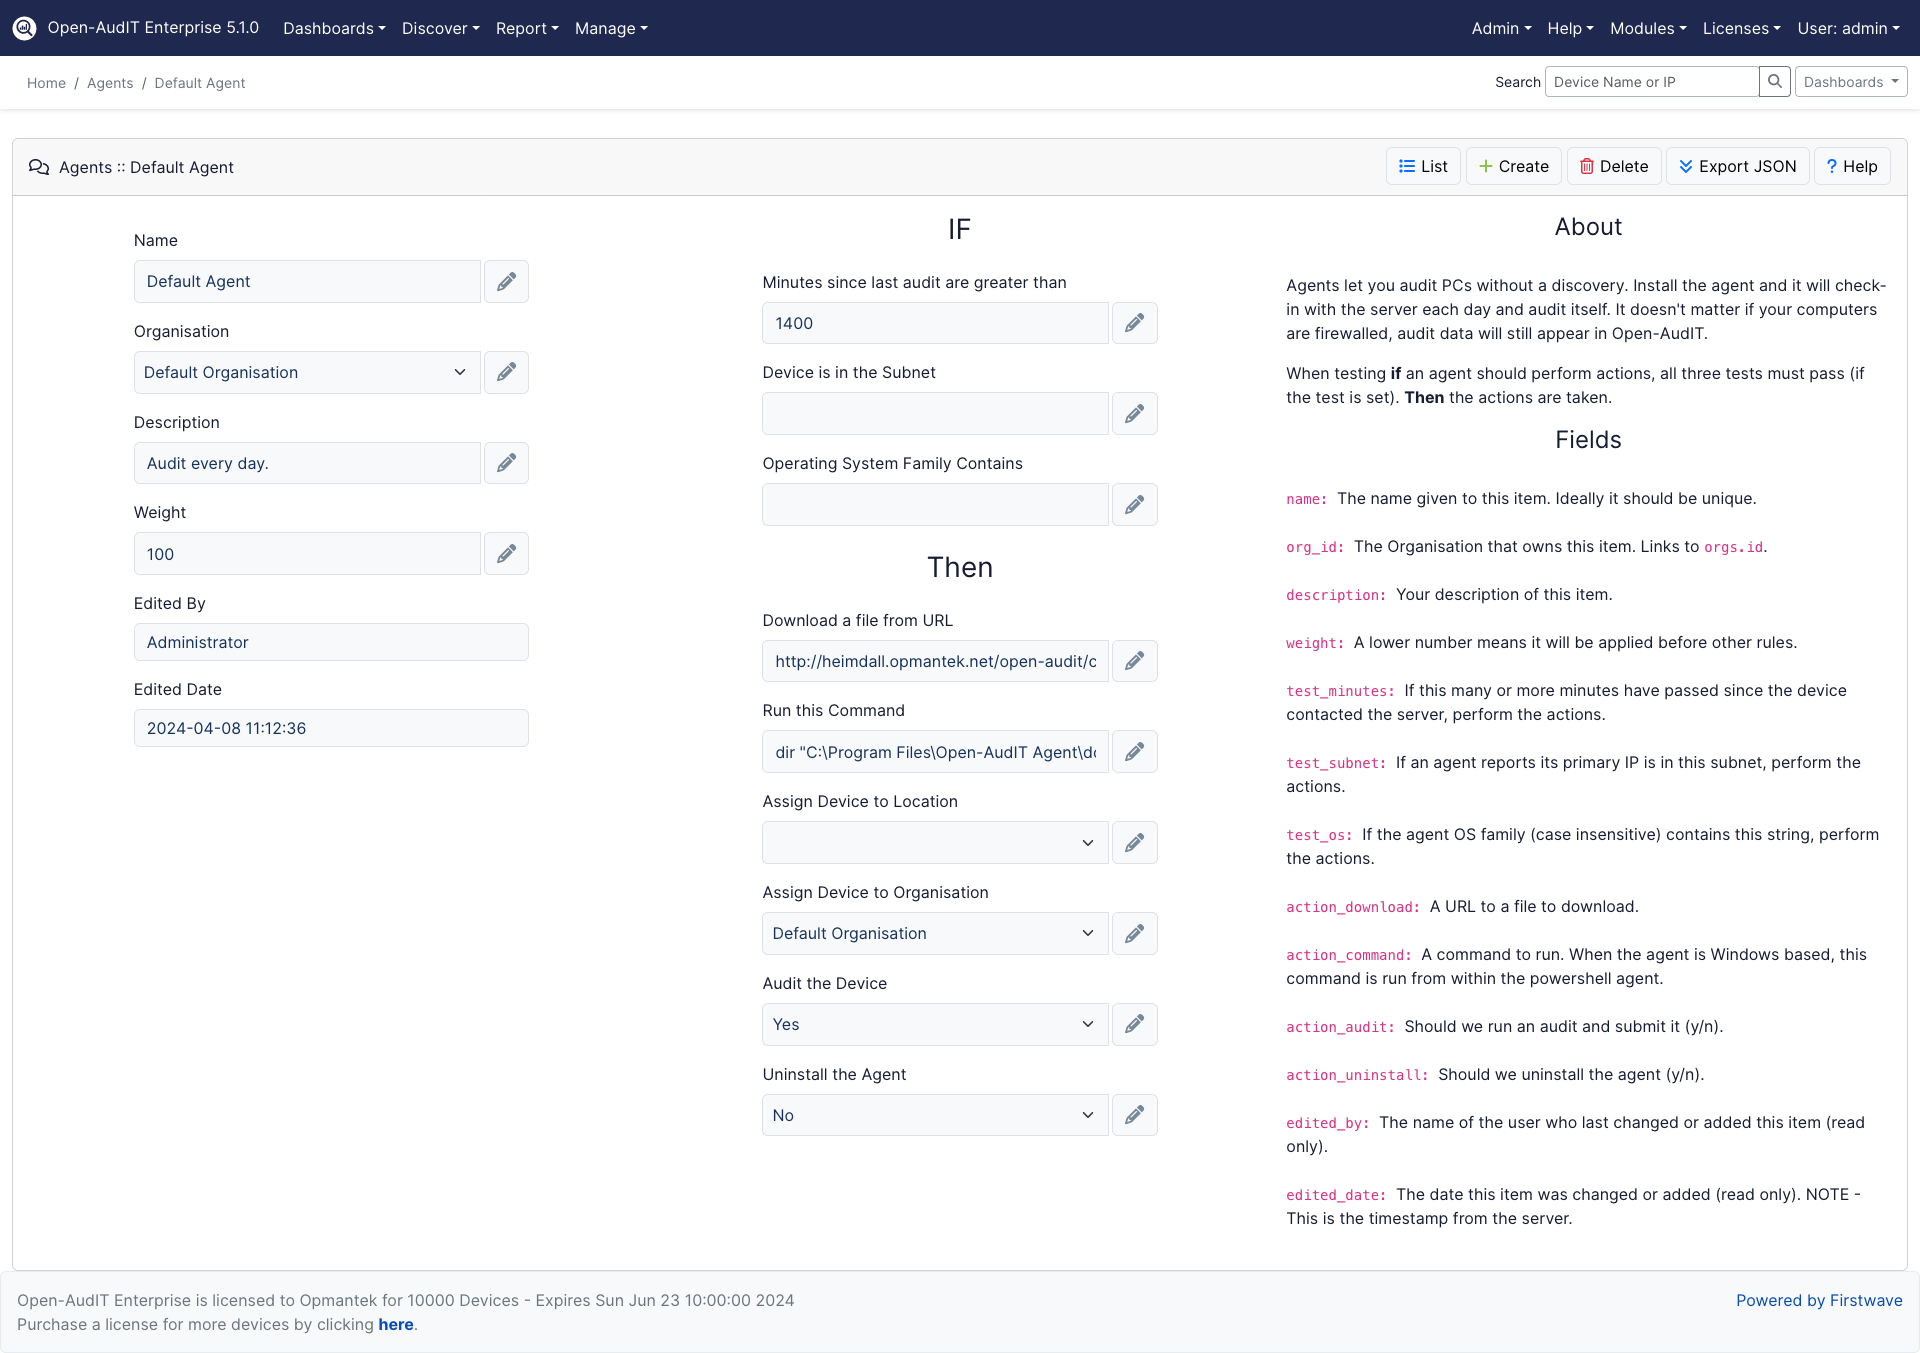 Open-AudIT Enterprise 5.1.0
Dashboards
Discover
Report
Manage
Admin
Help
Modules
Licenses
User: admin
Home / Agents / Default Agent
Search
Device Name or IP
Dashboards
Agents :: Default Agent
List
Create
Delete
Export JSON
? Help
Name
Default Agent
Organisation
Default Organisation
Description
Audit every day.
Weight
100
Edited By
Administrator
Edited Date
2024-04-08 11:12:36
IF
Minutes since last audit are greater than
1400
Device is in the Subnet
Operating System Family Contains
Then
Download a file from URL
http://heimdall.opmantek.net/open-audit/c
Run this Command
dir "C:\Program Files\Open-AudIT Agent\do
Assign Device to Location
Assign Device to Organisation
Default Organisation
Audit the Device
Yes
Uninstall the Agent
No
About
Agents let you audit PCs without a discovery. Install the agent and it will check-
in with the server each day and audit itself. It doesn't matter if your computers
are firewalled, audit data will still appear in Open-AudIT.
When testing if an agent should perform actions, all three tests must pass (if
the test is set). Then the actions are taken.
Fields
name: The name given to this item. Ideally it should be unique.
org_id: The Organisation that owns this item. Links to orgs.id.
description: Your description of this item.
weight: A lower number means it will be applied before other rules.
test_minutes: If this many or more minutes have passed since the device
contacted the server, perform the actions.
test_subnet: If an agent reports its primary IP is in this subnet, perform the
actions.
test_os: If the agent OS family (case insensitive) contains this string, perform
the actions.
action_download: A URL to a file to download.
action_command: A command to run. When the agent is Windows based, this
command is run from within the powershell agent.
action_audit: Should we run an audit and submit it (y/n).
action_uninstall: Should we uninstall the agent (y/n).
edited_by: The name of the user who last changed or added this item (read
only).
edited_date: The date this item was changed or added (read only). NOTE -
This is the timestamp from the server.
Open-AudIT Enterprise is licensed to Opmantek for 10000 Devices - Expires Sun Jun 23 10:00:00 2024
Purchase a license for more devices by clicking here.
Powered by Firstwave